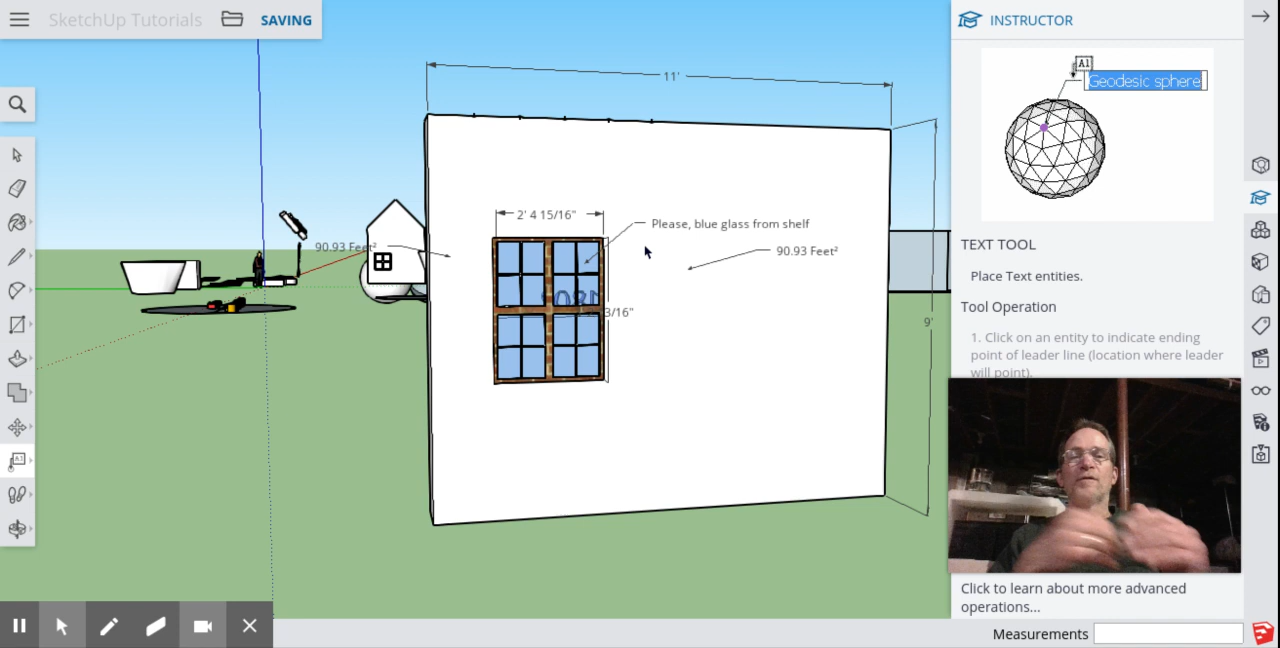 SketchUp Tutorials
SAVING
INSTRUCTOR
A1
Geodesic sphere
11'
2' 4 15/16"
Please, blue glass from shelf
90.93 Feet²
90.93 Feet²
3/16"
9'
TEXT TOOL
Place Text entities.
Tool Operation
1. Click on an entity to indicate ending
point of leader line (location where leader
will point).
A1
Click to learn about more advanced
operations...
Measurements